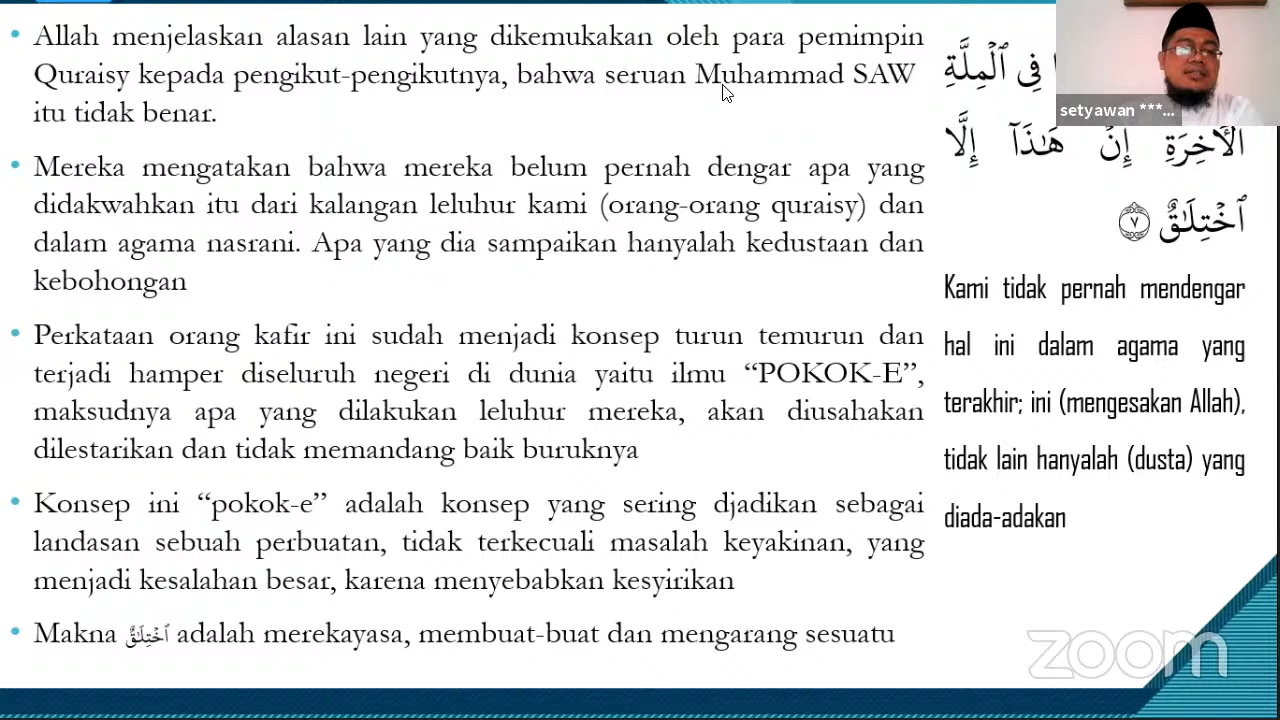 • Allah menjelaskan alasan lain yang dikemukakan oleh para pemimpin
Quraisy kepada pengikut-pengikutnya, bahwa seruan Muhammad SAW
itu tidak benar.
• Mereka mengatakan bahwa mereka belum pernah dengar apa yang
didakwahkan itu dari kalangan leluhur kami (orang-orang quraisy) dan
dalam agama nasrani. Apa yang dia sampaikan hanyalah kedustaan dan
kebohongan
• Perkataan orang kafir ini sudah menjadi konsep turun temurun dan
terjadi hamper diseluruh negeri di dunia yaitu ilmu “POKOK-E”,
maksudnya apa yang dilakukan leluhur mereka, akan diusahakan
dilestarikan dan tidak memandang baik buruknya
• Konsep ini “pokok-e” adalah konsep yang sering djadikan sebagai
landasan sebuah perbuatan, tidak terkecuali masalah keyakinan, yang
menjadi kesalahan besar, karena menyebabkan kesyirikan
• Makna ٱخْتِلَٰقٌ adalah merekayasa, membuat-buat dan mengarang sesuatu
فِى ٱلْمِلَّةِ
ٱلْءَاخِرَةِ إِنْ هَٰذَآ إِلَّا
ٱخْتِلَٰقٌ ٧
Kami tidak pernah mendengar
hal ini dalam agama yang
terakhir; ini (mengesakan Allah),
tidak lain hanyalah (dusta) yang
diada-adakan
setyawan ***...
zoom